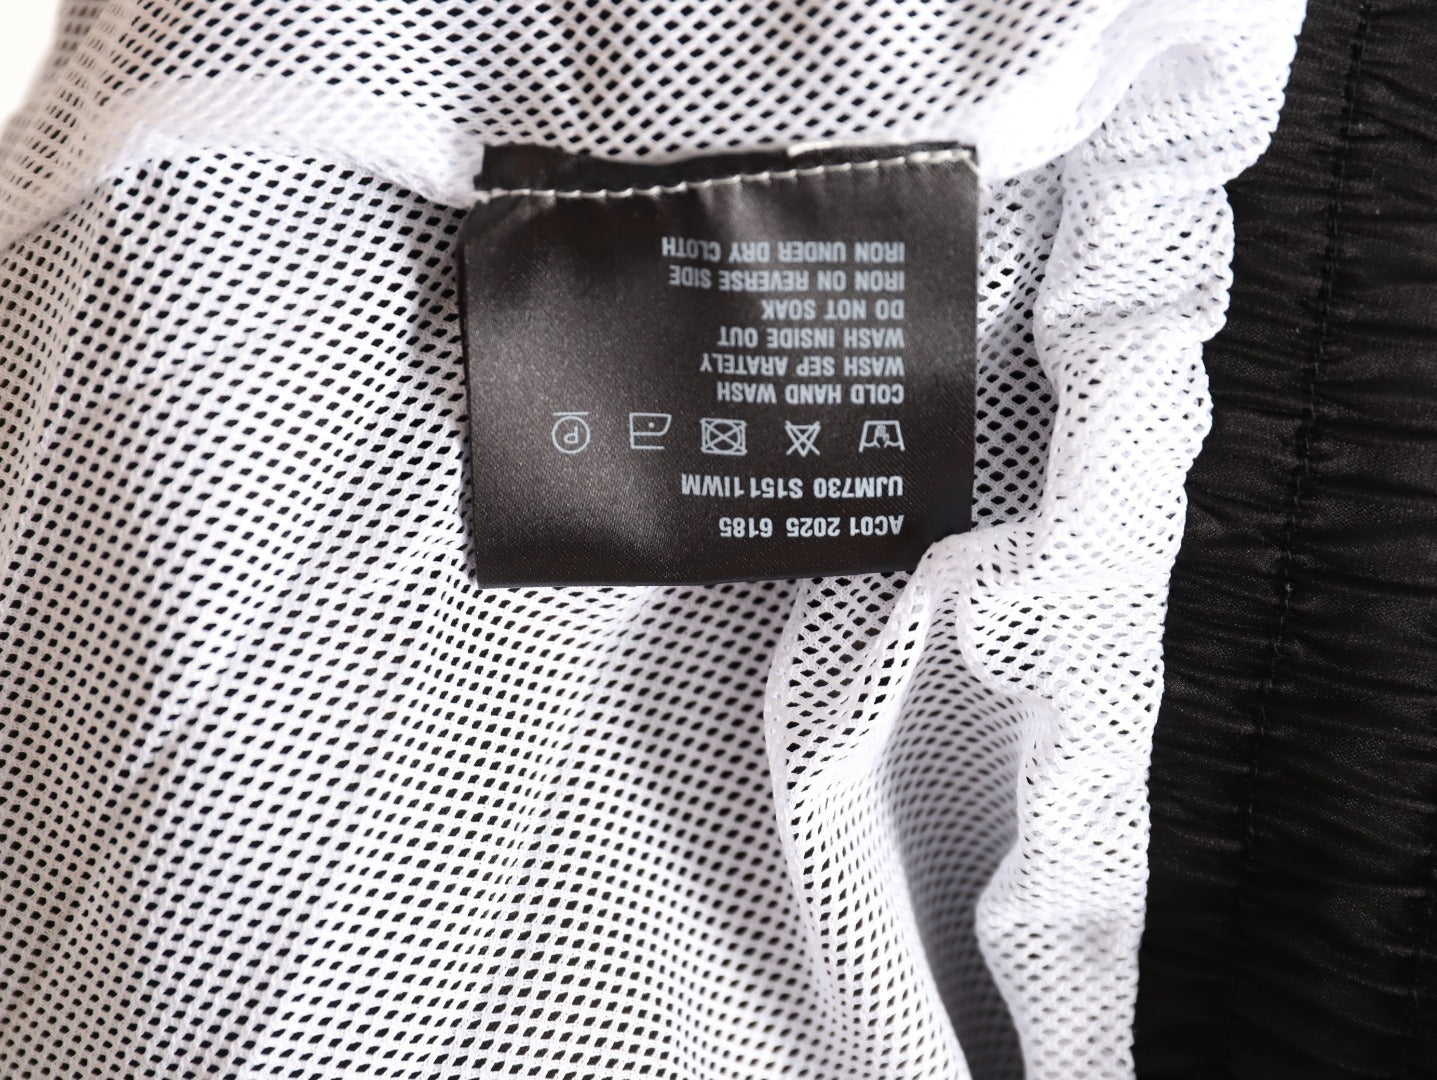 AC01 2025 6185
UJM730 S1511IWM
P
COLD HAND WASH
WASH SEP ARATELY
WASH INSIDE OUT
DO NOT SOAK
IRON ON REVERSE SIDE
IRON UNDER DRY CLOTH